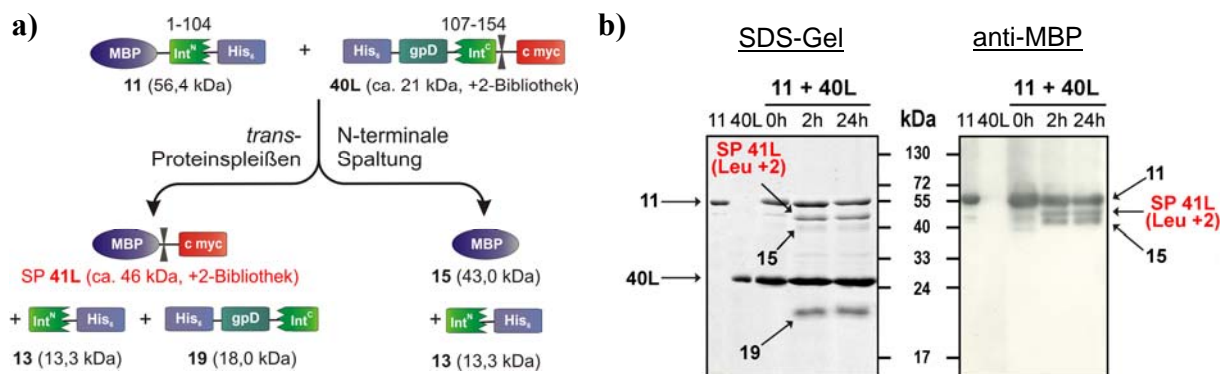 a)
1-104
107-154
MBP
Int^N
His₆
+
His₆
gpD
Int^C
c myc
11 (56,4 kDa)
40L (ca. 21 kDa, +2-Bibliothek)
trans-
Proteinspleißen
N-terminale
Spaltung
MBP
c myc
MBP
SP 41L (ca. 46 kDa, +2-Bibliothek)
15 (43,0 kDa)
+
Int^N
His₆
+
His₆
gpD
Int^C
+
Int^N
His₆
13 (13,3 kDa)
19 (18,0 kDa)
13 (13,3 kDa)
b)
SDS-Gel
anti-MBP
11 + 40L
11 40L 0h 2h 24h
kDa
11 + 40L
11 40L 0h 2h 24h
SP 41L
(Leu +2)
11
15
40L
19
130
72
55
40
33
24
17
11
SP 41L
(Leu +2)
15